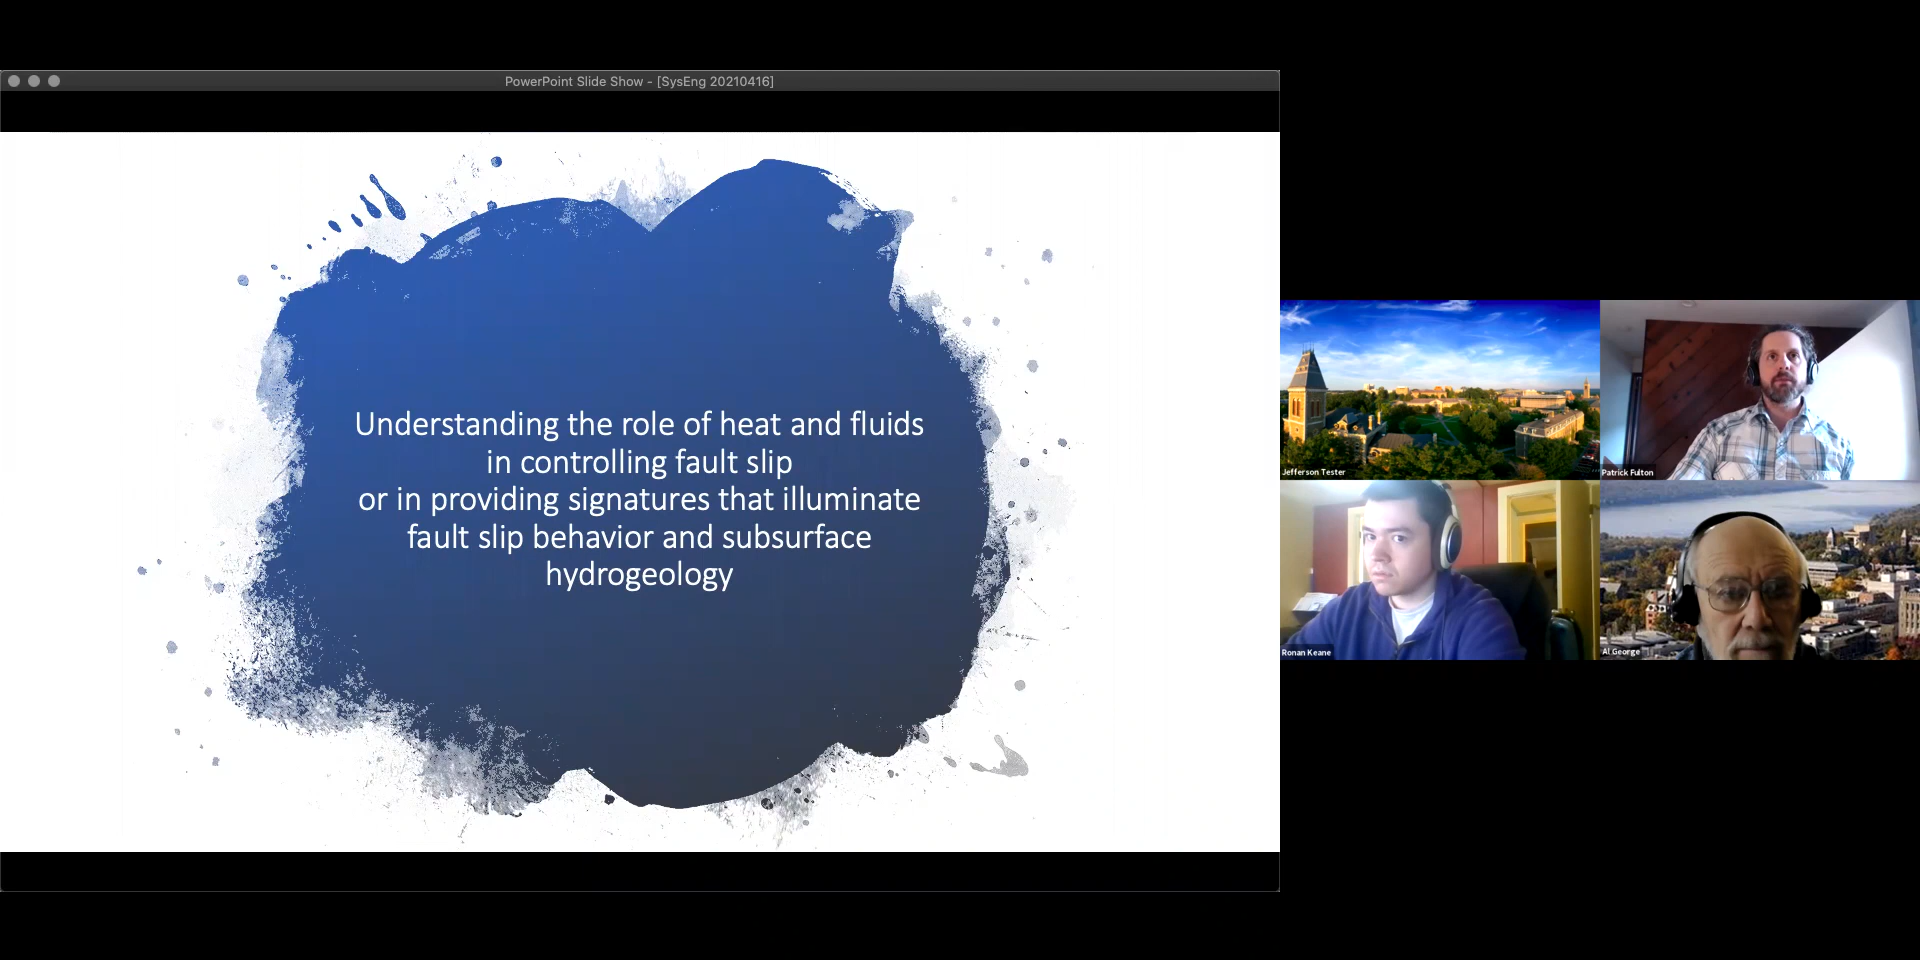 PowerPoint Slide Show - [SysEng 20210416]
Understanding the role of heat and fluids
in controlling fault slip
or in providing signatures that illuminate
fault slip behavior and subsurface
hydrogeology
Jefferson Tester
Patrick Fulton
Ronan Keane
Al George